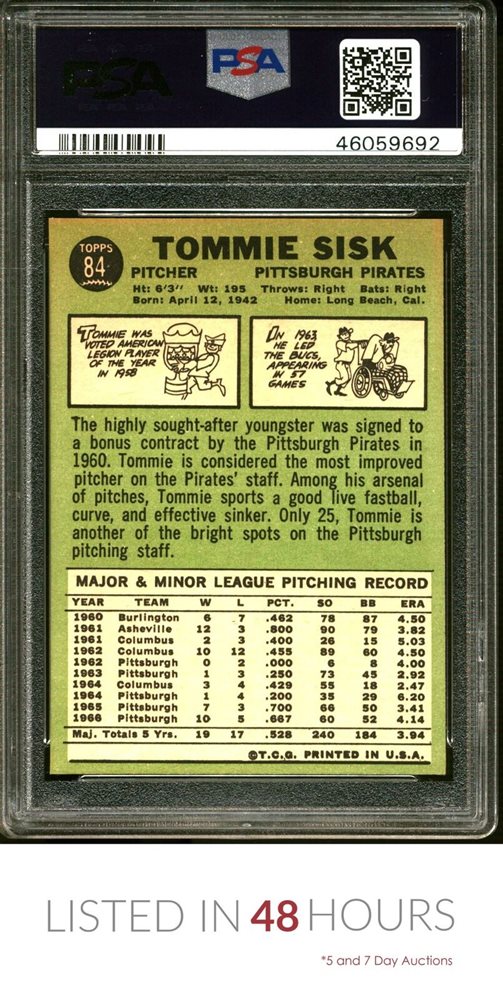 PSA
PSA
46059692
TOPPS
84
TOMMIE SISK
PITCHER PITTSBURGH PIRATES
Ht: 6'3" Wt: 195 Throws: Right Bats: Right
Born: April 12, 1942 Home: Long Beach, Cal.
TOMMIE WAS
VOTED AMERICAN
LEGION PLAYER
OF THE YEAR
IN 1958
IN 1963
HE LED
THE BUCS,
APPEARING
IN 57
GAMES
The highly sought-after youngster was signed to
a bonus contract by the Pittsburgh Pirates in
1960. Tommie is considered the most improved
pitcher on the Pirates' staff. Among his arsenal
of pitches, Tommie sports a good live fastball,
curve, and effective sinker. Only 25, Tommie is
another of the bright spots on the Pittsburgh
pitching staff.
MAJOR & MINOR LEAGUE PITCHING RECORD
YEAR TEAM W L PCT. SO BB ERA
1960 Burlington 6 7 .462 78 87 4.50
1961 Asheville 12 3 .800 90 79 3.82
1961 Columbus 2 3 .400 26 15 5.03
1962 Columbus 10 12 .455 89 60 4.50
1962 Pittsburgh 0 2 .000 6 8 4.00
1963 Pittsburgh 1 3 .250 73 45 2.92
1964 Columbus 3 4 .429 55 18 2.47
1964 Pittsburgh 1 4 .200 35 29 6.20
1965 Pittsburgh 7 3 .700 66 50 3.41
1966 Pittsburgh 10 5 .667 60 52 4.14
Maj. Totals 5 Yrs. 19 17 .528 240 184 3.94
©T.C.G. PRINTED IN U.S.A.
LISTED IN 48 HOURS
*5 and 7 Day Auctions